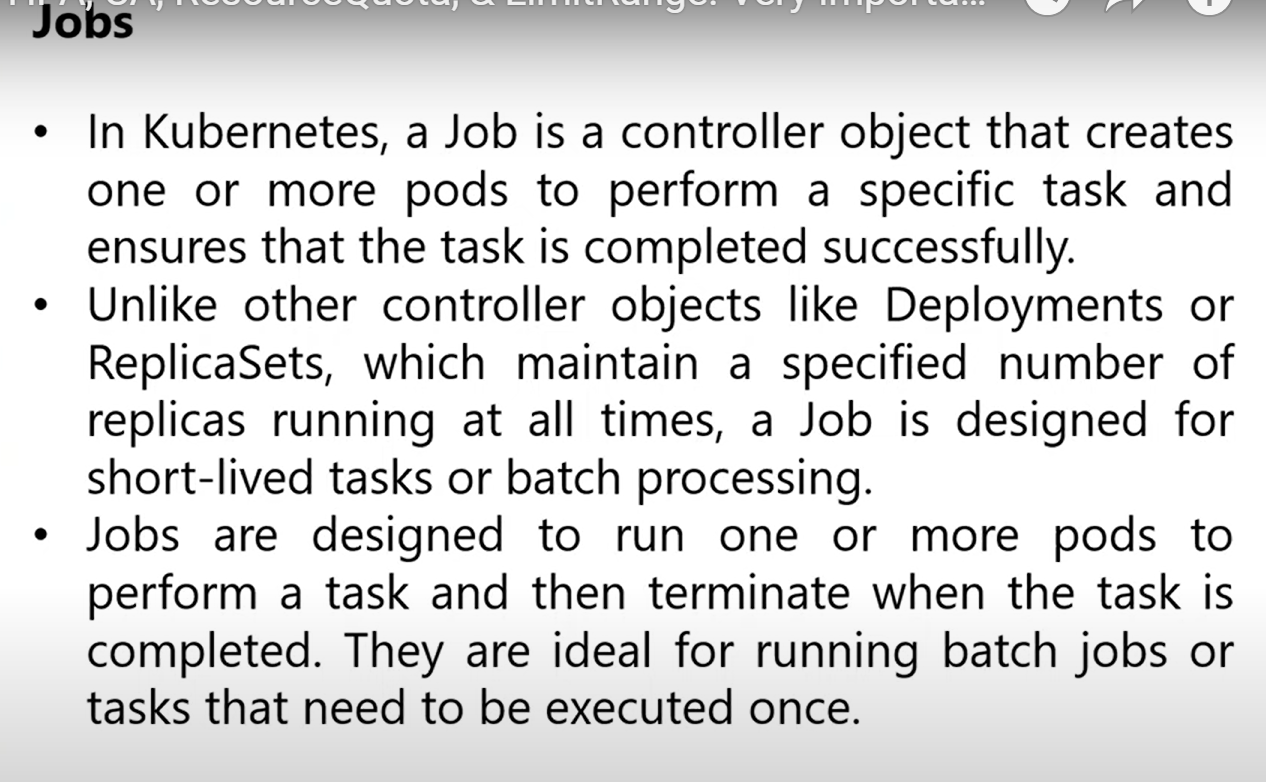 ResourceQuota, & LimitRange: Very Importa...
Jobs
• In Kubernetes, a Job is a controller object that creates
one or more pods to perform a specific task and
ensures that the task is completed successfully.
• Unlike other controller objects like Deployments or
ReplicaSets, which maintain a specified number of
replicas running at all times, a Job is designed for
short-lived tasks or batch processing.
• Jobs are designed to run one or more pods to
perform a task and then terminate when the task is
completed. They are ideal for running batch jobs or
tasks that need to be executed once.